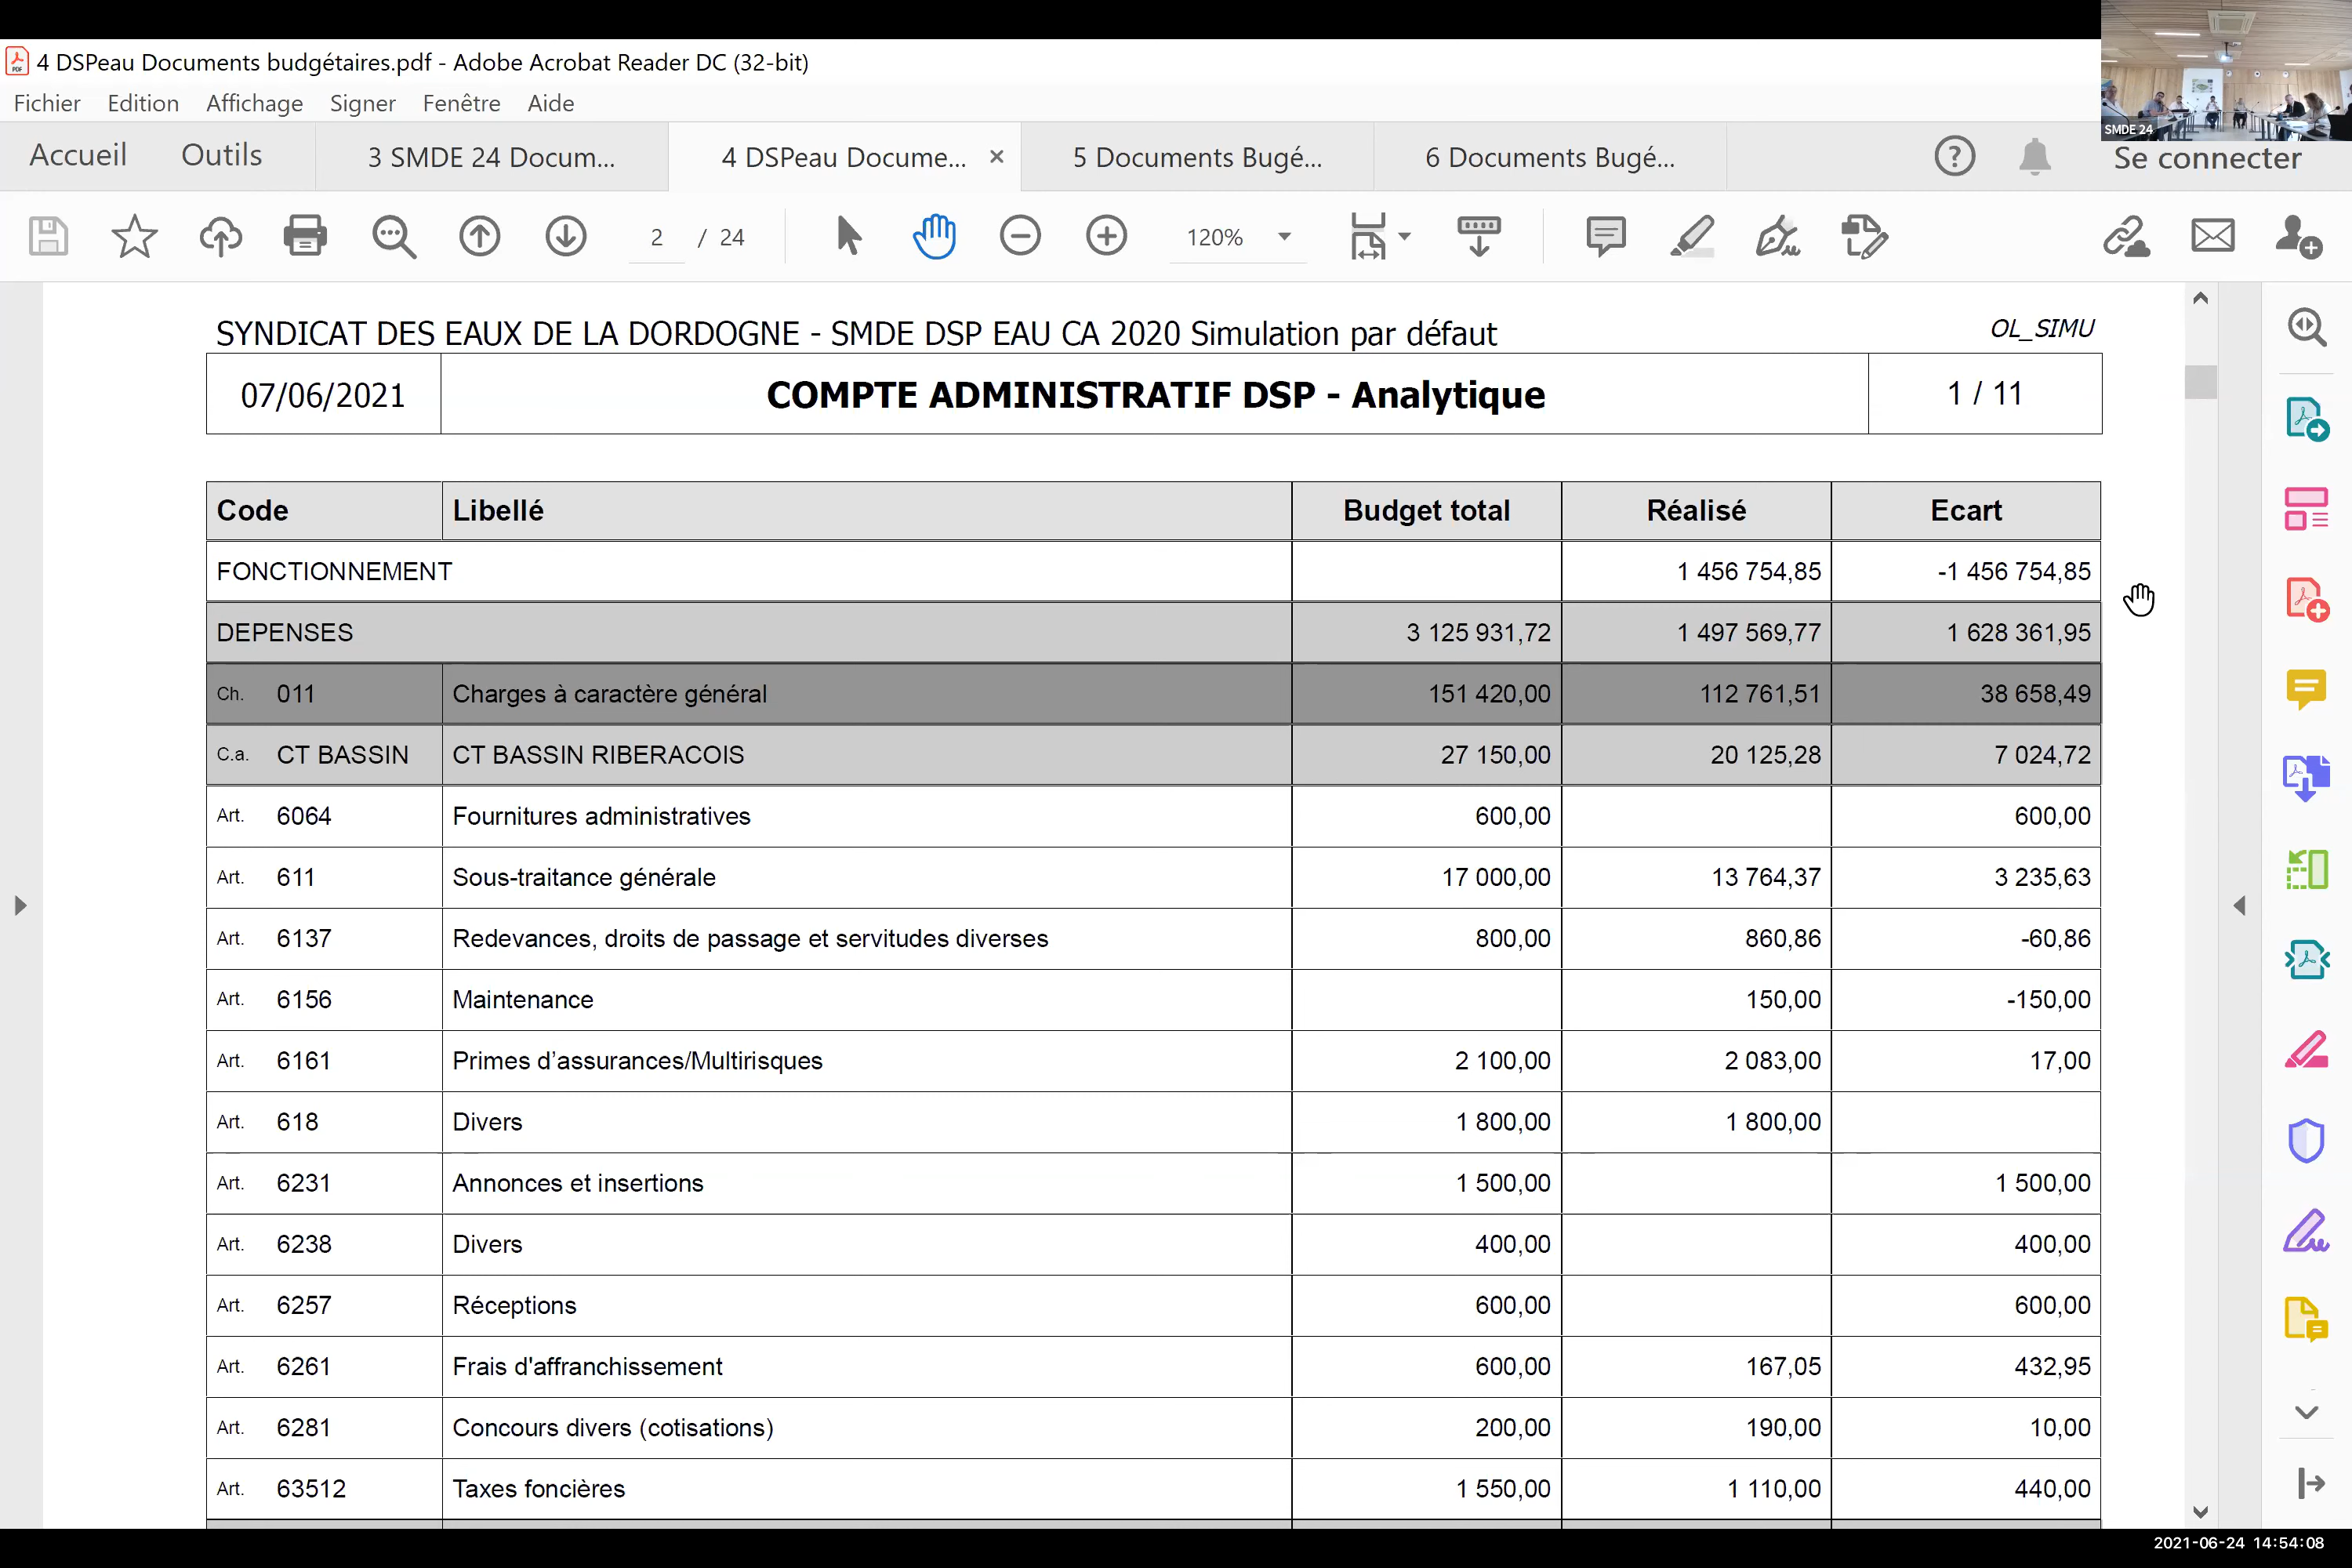 4 DSPeau Documents budgétaires.pdf - Adobe Acrobat Reader DC (32-bit)
Fichier Edition Affichage Signer Fenêtre Aide
Accueil Outils 3 SMDE 24 Docum... 4 DSPeau Docume... × 5 Documents Bugé... 6 Documents Bugé... Se connecter
SMDE 24
2 / 24 120%
SYNDICAT DES EAUX DE LA DORDOGNE - SMDE DSP EAU CA 2020 Simulation par défaut OL_SIMU
07/06/2021 COMPTE ADMINISTRATIF DSP - Analytique 1 / 11
Code Libellé Budget total Réalisé Ecart
FONCTIONNEMENT 1 456 754,85 -1 456 754,85
DEPENSES 3 125 931,72 1 497 569,77 1 628 361,95
Ch. 011 Charges à caractère général 151 420,00 112 761,51 38 658,49
C.a. CT BASSIN CT BASSIN RIBERACOIS 27 150,00 20 125,28 7 024,72
Art. 6064 Fournitures administratives 600,00 600,00
Art. 611 Sous-traitance générale 17 000,00 13 764,37 3 235,63
Art. 6137 Redevances, droits de passage et servitudes diverses 800,00 860,86 -60,86
Art. 6156 Maintenance 150,00 -150,00
Art. 6161 Primes d’assurances/Multirisques 2 100,00 2 083,00 17,00
Art. 618 Divers 1 800,00 1 800,00
Art. 6231 Annonces et insertions 1 500,00 1 500,00
Art. 6238 Divers 400,00 400,00
Art. 6257 Réceptions 600,00 600,00
Art. 6261 Frais d'affranchissement 600,00 167,05 432,95
Art. 6281 Concours divers (cotisations) 200,00 190,00 10,00
Art. 63512 Taxes foncières 1 550,00 1 110,00 440,00
2021-06-24 14:54:08